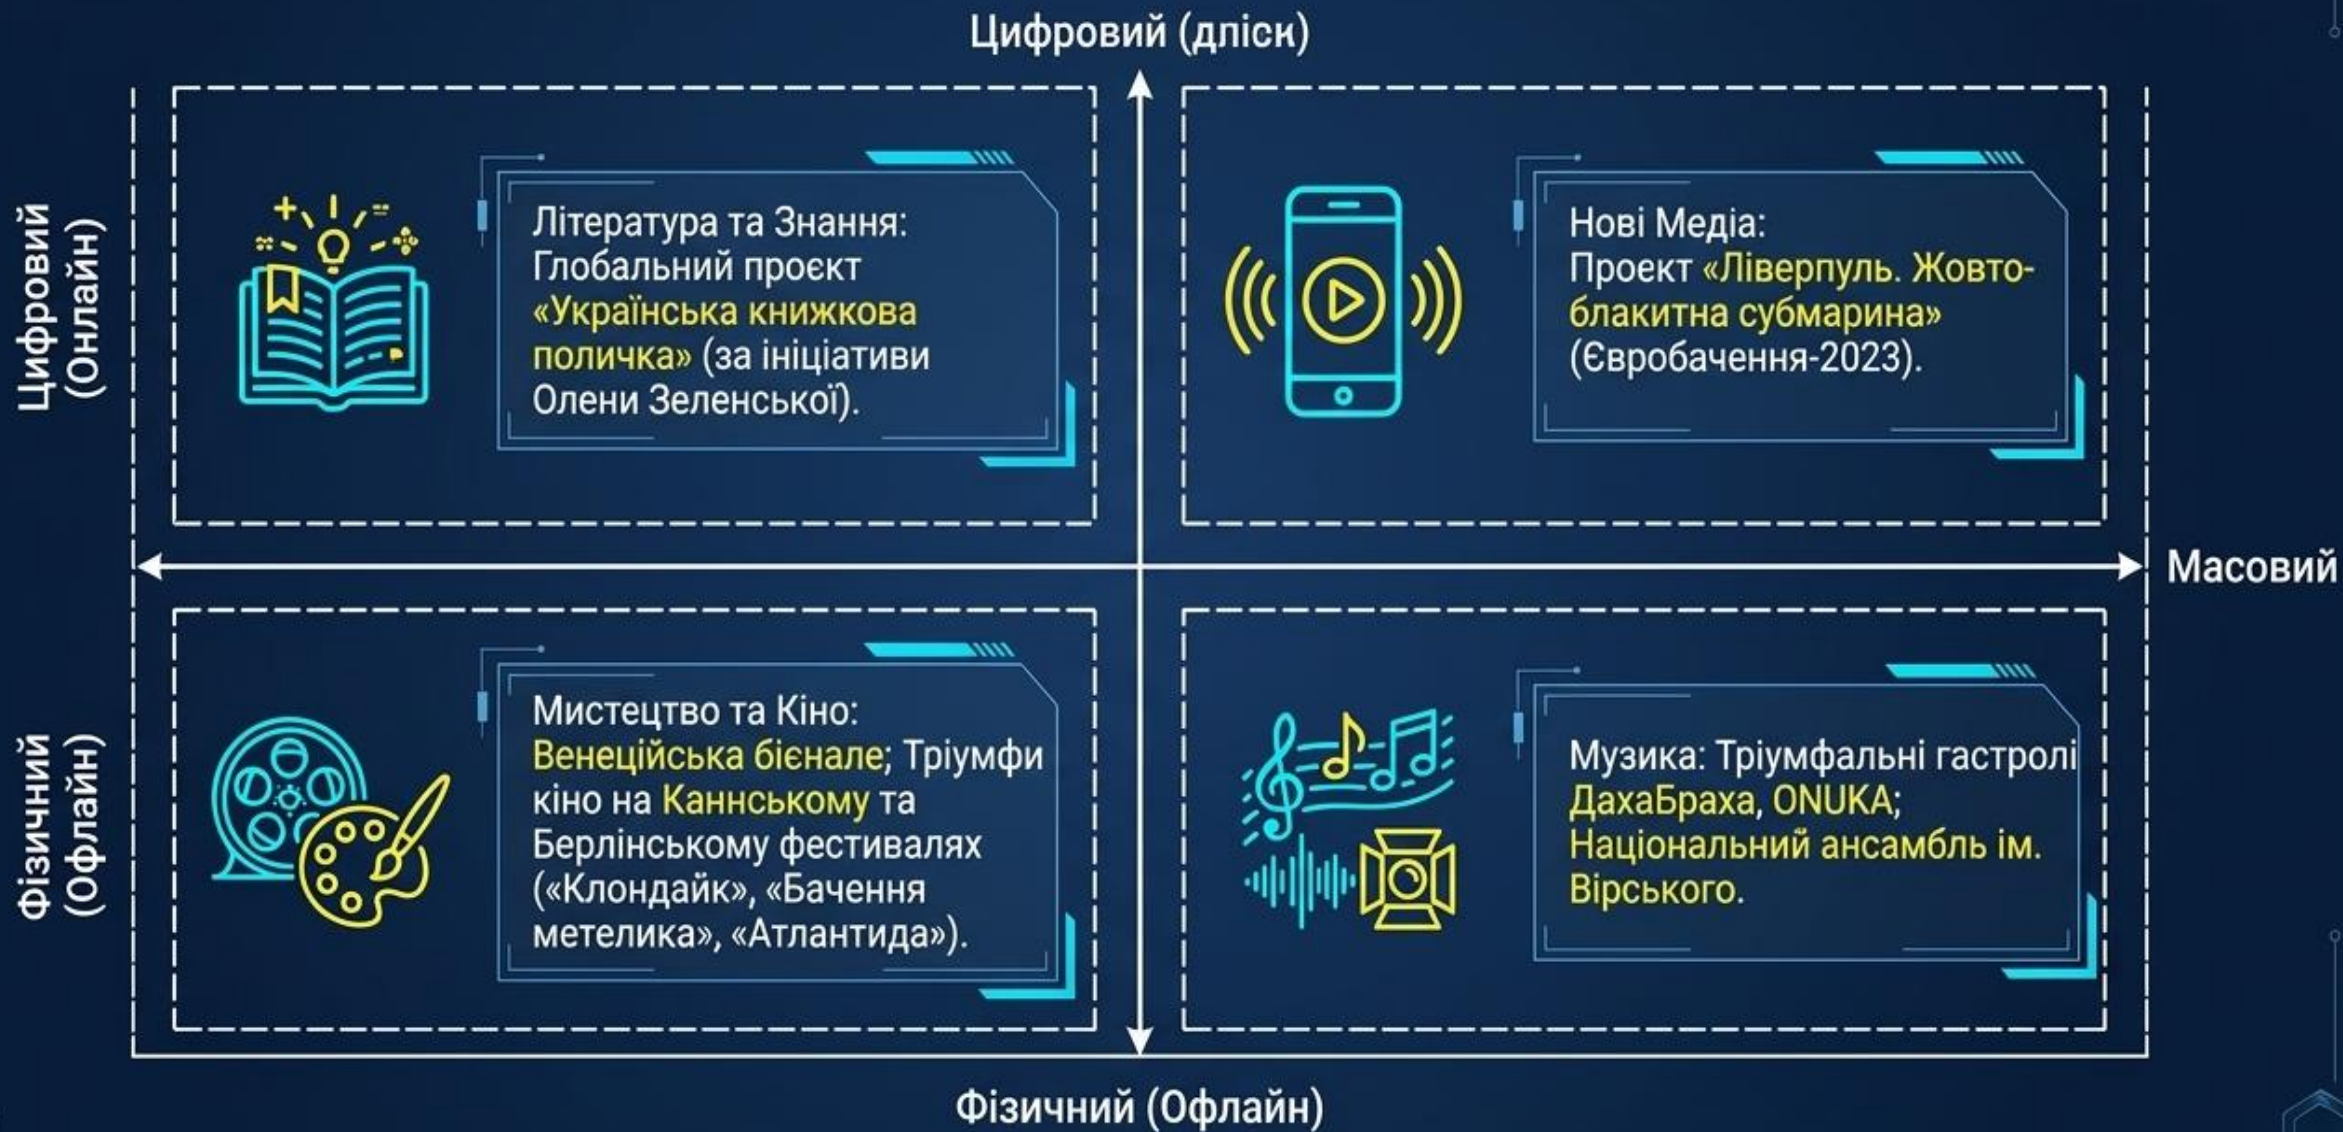 Цифровий (дпіск)
Цифровий
(Онлайн)
Література та Знання:
Глобальний проєкт
«Українська книжкова
поличка» (за ініціативи
Олени Зеленської).
Нові Медіа:
Проект «Ліверпуль. Жовто-
блакитна субмарина»
(Євробачення-2023).
Масовий
Фізичний
(Офлайн)
Мистецтво та Кіно:
Венеційська бієнале; Тріумфи
кіно на Каннському та
Берлінському фестивалях
(«Клондайк», «Бачення
метелика», «Атлантида»).
Музика: Тріумфальні гастролі
ДахаБраха, ONUKA;
Національний ансамбль ім.
Вірського.
Фізичний (Офлайн)